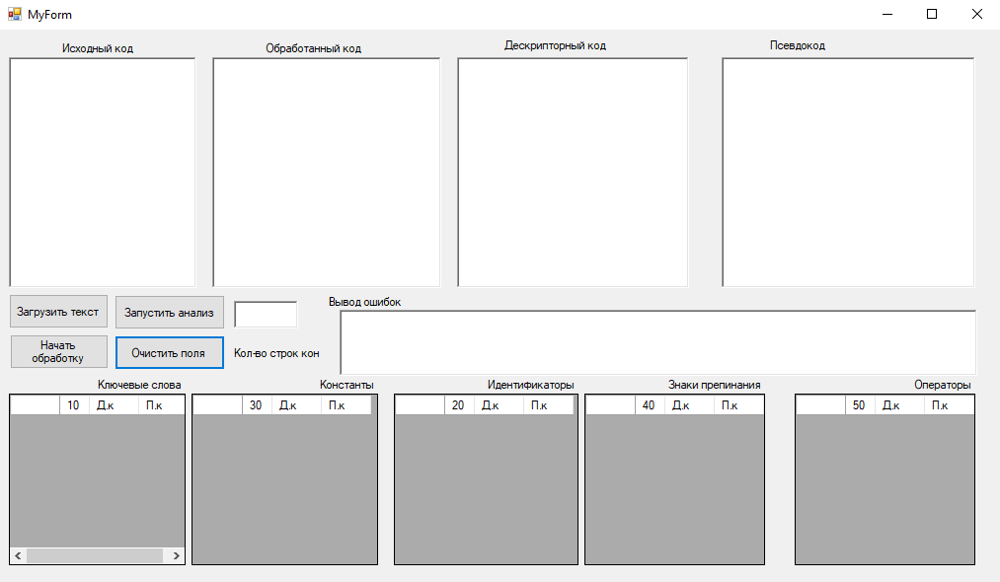 MyForm
Исходный код
Обработанный код
Дескрипторный код
Псевдокод
Загрузить текст
Запустить анализ
Вывод ошибок
Начать
обработку
Очистить поля
Кол-во строк кон
Ключевые слова
Константы
Идентификаторы
Знаки препинания
Операторы
10 Д.к П.к
30 Д.к П.к
20 Д.к П.к
40 Д.к П.к
50 Д.к П.к